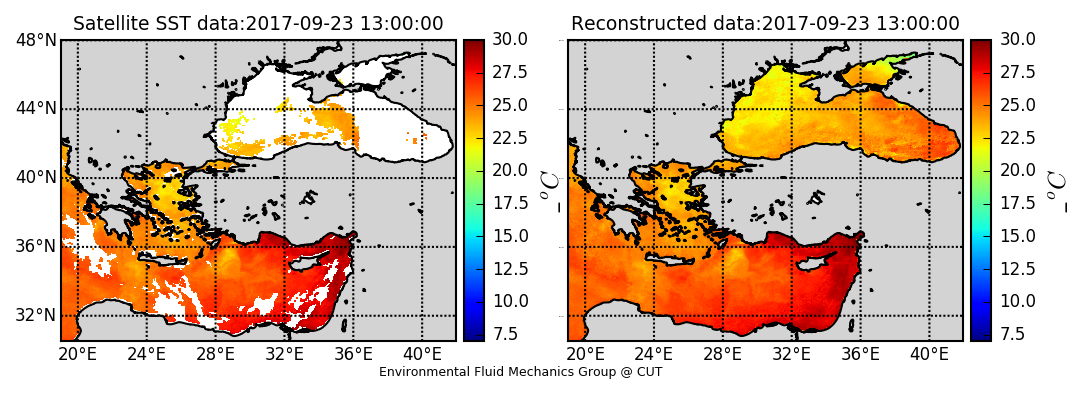 Satellite SST data:2017-09-23 13:00:00
48°N
44°N
40°N
36°N
32°N
20°E 24°E 28°E 32°E 36°E 40°E
30.0
27.5
25.0
22.5
20.0
17.5
15.0
12.5
10.0
7.5
_°C
Reconstructed data:2017-09-23 13:00:00
20°E 24°E 28°E 32°E 36°E 40°E
30.0
27.5
25.0
22.5
20.0
17.5
15.0
12.5
10.0
7.5
_°C
Environmental Fluid Mechanics Group @ CUT